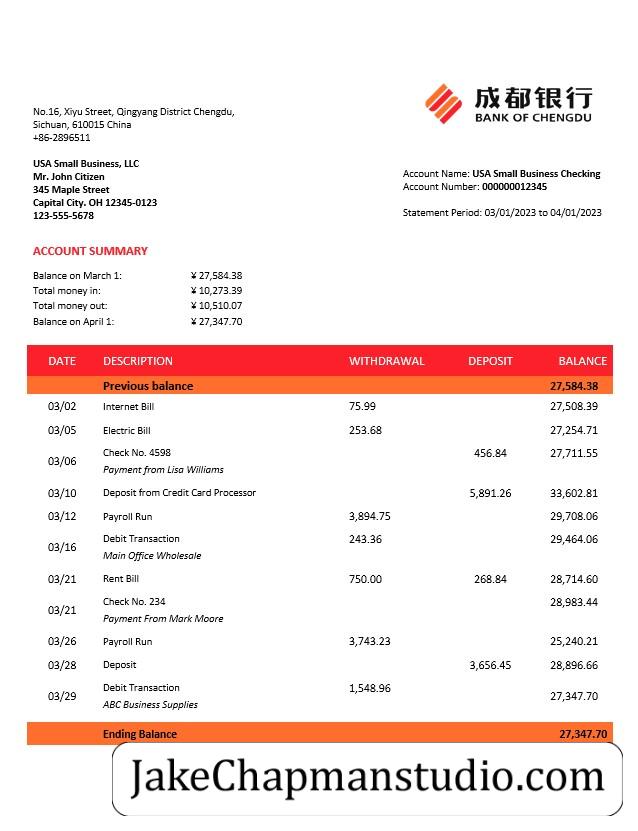 No.16, Xiyu Street, Qingyang District Chengdu,
Sichuan, 610015 China
+86-2896511
成都银行
BANK OF CHENGDU
USA Small Business, LLC
Mr. John Citizen
345 Maple Street
Capital City. OH 12345-0123
123-555-5678
Account Name: USA Small Business Checking
Account Number: 000000012345
Statement Period: 03/01/2023 to 04/01/2023
ACCOUNT SUMMARY
Balance on March 1: ¥ 27,584.38
Total money in: ¥ 10,273.39
Total money out: ¥ 10,510.07
Balance on April 1: ¥ 27,347.70
DATE DESCRIPTION WITHDRAWAL DEPOSIT BALANCE
Previous balance 27,584.38
03/02 Internet Bill 75.99 27,508.39
03/05 Electric Bill 253.68 27,254.71
03/06 Check No. 4598 456.84 27,711.55
Payment from Lisa Williams
03/10 Deposit from Credit Card Processor 5,891.26 33,602.81
03/12 Payroll Run 3,894.75 29,708.06
03/16 Debit Transaction 243.36 29,464.06
Main Office Wholesale
03/21 Rent Bill 750.00 268.84 28,714.60
03/21 Check No. 234 28,983.44
Payment From Mark Moore
03/26 Payroll Run 3,743.23 25,240.21
03/28 Deposit 3,656.45 28,896.66
03/29 Debit Transaction 1,548.96 27,347.70
ABC Business Supplies
Ending Balance 27,347.70
JakeChapmanstudio.com